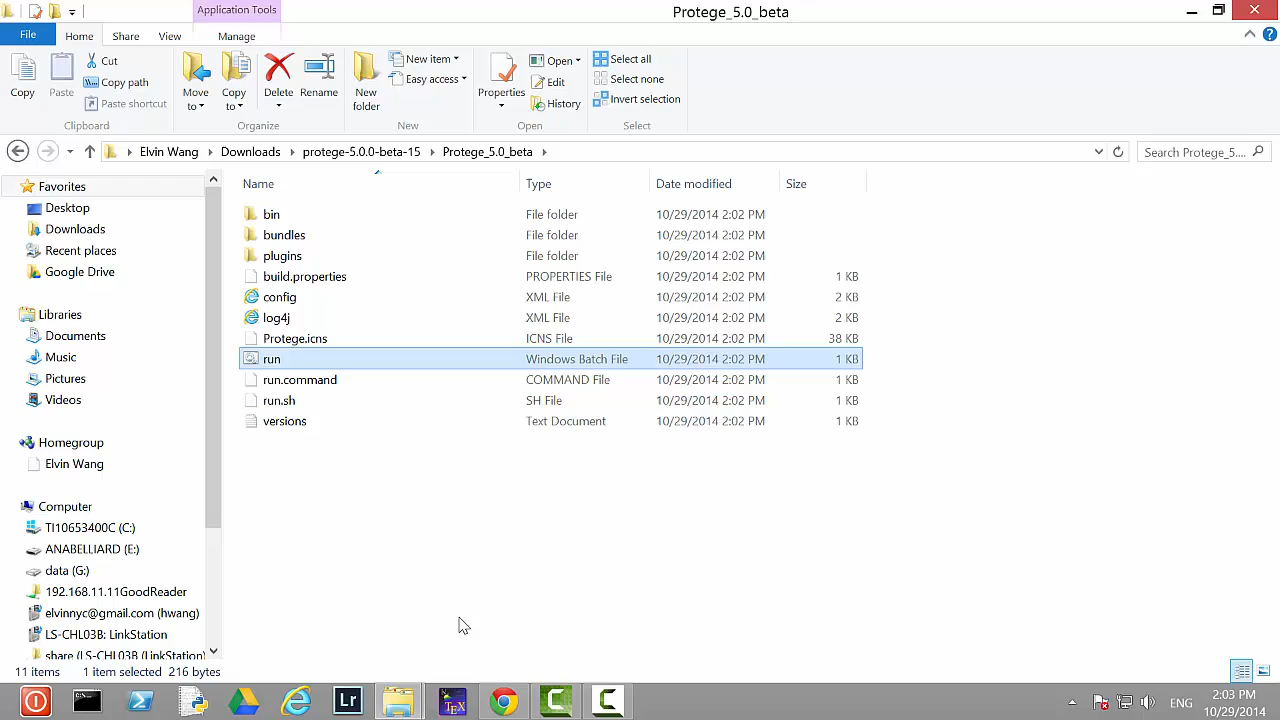 Application Tools
Protege_5.0_beta
File Home Share View Manage
Copy
Paste
Cut
Copy path
Paste shortcut
Clipboard
Move to
Copy to
Delete
Rename
Organize
New folder
New item
Easy access
New
Properties
Open
Edit
History
Open
Select all
Select none
Invert selection
Select
Elvin Wang Downloads protege-5.0.0-beta-15 Protege_5.0_beta
Search Protege_5....
Favorites
Desktop
Downloads
Recent places
Google Drive
Libraries
Documents
Music
Pictures
Videos
Homegroup
Elvin Wang
Computer
TI10653400C (C:)
ANABELLIARD (E:)
data (G:)
192.168.11.11GoodReader
elvinnyc@gmail.com (hwang)
LS-CHL03B: LinkStation
share (LS-CHL03B (LinkStation)
Name Type Date modified Size
bin File folder 10/29/2014 2:02 PM
bundles File folder 10/29/2014 2:02 PM
plugins File folder 10/29/2014 2:02 PM
build.properties PROPERTIES File 10/29/2014 2:02 PM 1 KB
config XML File 10/29/2014 2:02 PM 2 KB
log4j XML File 10/29/2014 2:02 PM 2 KB
Protege.icns ICNS File 10/29/2014 2:02 PM 38 KB
run Windows Batch File 10/29/2014 2:02 PM 1 KB
run.command COMMAND File 10/29/2014 2:02 PM 1 KB
run.sh SH File 10/29/2014 2:02 PM 1 KB
versions Text Document 10/29/2014 2:02 PM 1 KB
11 items 1 item selected 216 bytes
Lr
TEX
ENG
2:03 PM
10/29/2014